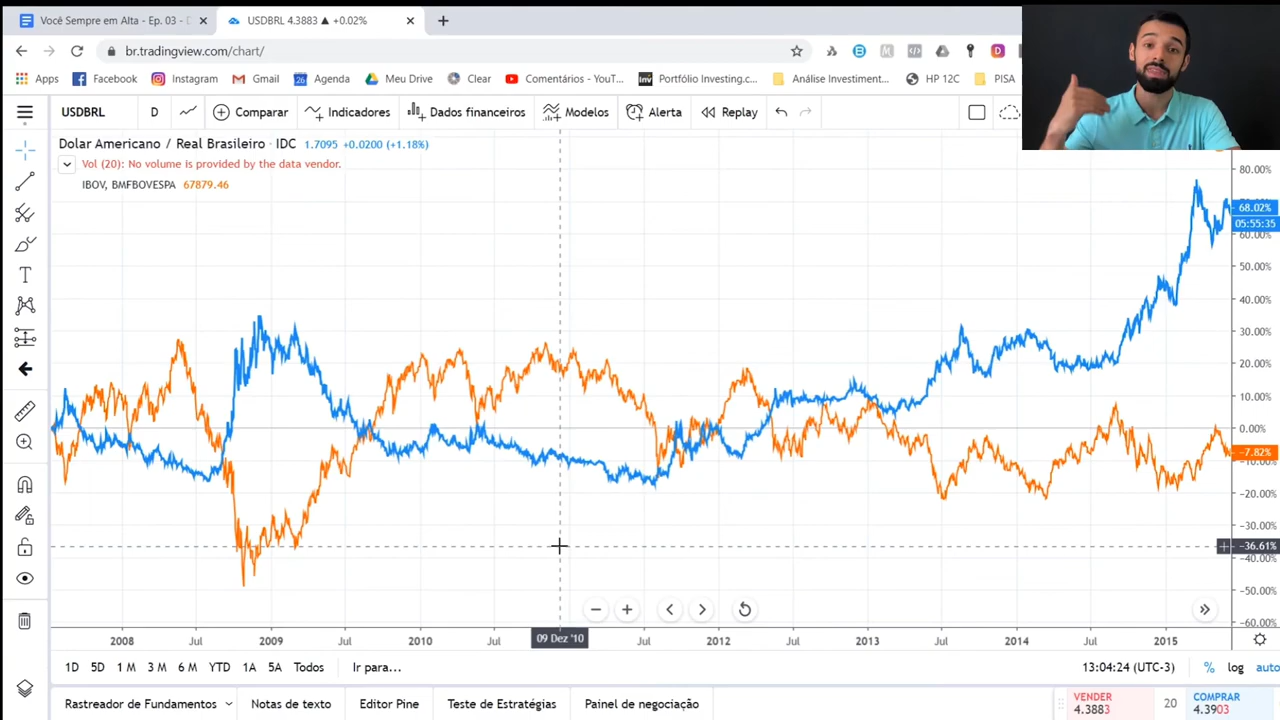 Você Sempre em Alta - Ep. 03 - D
USDBRL 4.3883 ▲ +0.02%
br.tradingview.com/chart/
Apps Facebook Instagram Gmail 26 Agenda Meu Drive Clear Comentários - YouT... Inv Portfólio Investing.c... Análise Investiment... HP 12C PISA
USDBRL D Comparar Indicadores Dados financeiros Modelos Alerta Replay
Dolar Americano / Real Brasileiro · IDC 1.7095 +0.0200 (+1.18%)
Vol (20): No volume is provided by the data vendor.
IBOV, BMFBOVESPA 67879.46
80.00%
68.02%
05:55:35
60.00%
50.00%
40.00%
30.00%
20.00%
10.00%
0.00%
-7.82%
-20.00%
-30.00%
-36.61%
-40.00%
-50.00%
-60.00%
2008 Jul 2009 Jul 2010 Jul 09 Dez '10 Jul 2012 Jul 2013 Jul 2014 Jul 2015
1D 5D 1 M 3 M 6 M YTD 1A 5A Todos Ir para... 13:04:24 (UTC-3) % log auto
Rastreador de Fundamentos Notas de texto Editor Pine Teste de Estratégias Painel de negociação
VENDER 20 COMPRAR
4.3883 4.3903